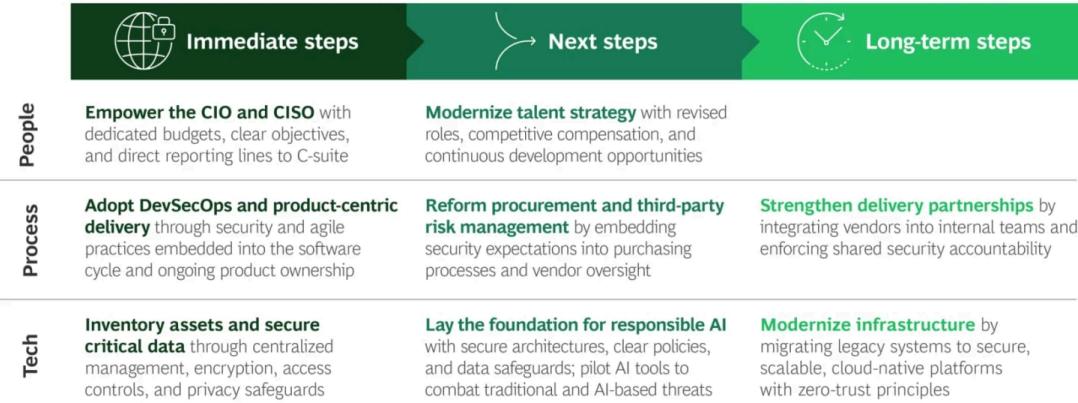 Immediate steps
Next steps
Long-term steps
People
Empower the CIO and CISO with
dedicated budgets, clear objectives,
and direct reporting lines to C-suite
Modernize talent strategy with revised
roles, competitive compensation, and
continuous development opportunities
Process
Adopt DevSecOps and product-centric
delivery through security and agile
practices embedded into the software
cycle and ongoing product ownership
Reform procurement and third-party
risk management by embedding
security expectations into purchasing
processes and vendor oversight
Strengthen delivery partnerships by
integrating vendors into internal teams and
enforcing shared security accountability
Tech
Inventory assets and secure
critical data through centralized
management, encryption, access
controls, and privacy safeguards
Lay the foundation for responsible AI
with secure architectures, clear policies,
and data safeguards; pilot AI tools to
combat traditional and AI-based threats
Modernize infrastructure by
migrating legacy systems to secure,
scalable, cloud-native platforms
with zero-trust principles